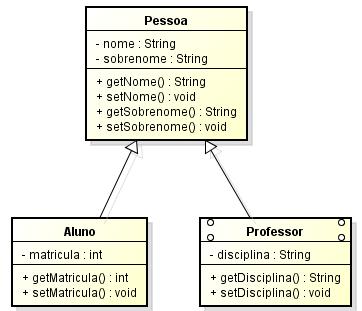 Pessoa
- nome : String
- sobrenome : String
+ getNome() : String
+ setNome() : void
+ getSobrenome() : String
+ setSobrenome() : void
Aluno
- matricula : int
+ getMatricula() : int
+ setMatricula() : void
Professor
- disciplina : String
+ getDisciplina() : String
+ setDisciplina() : void